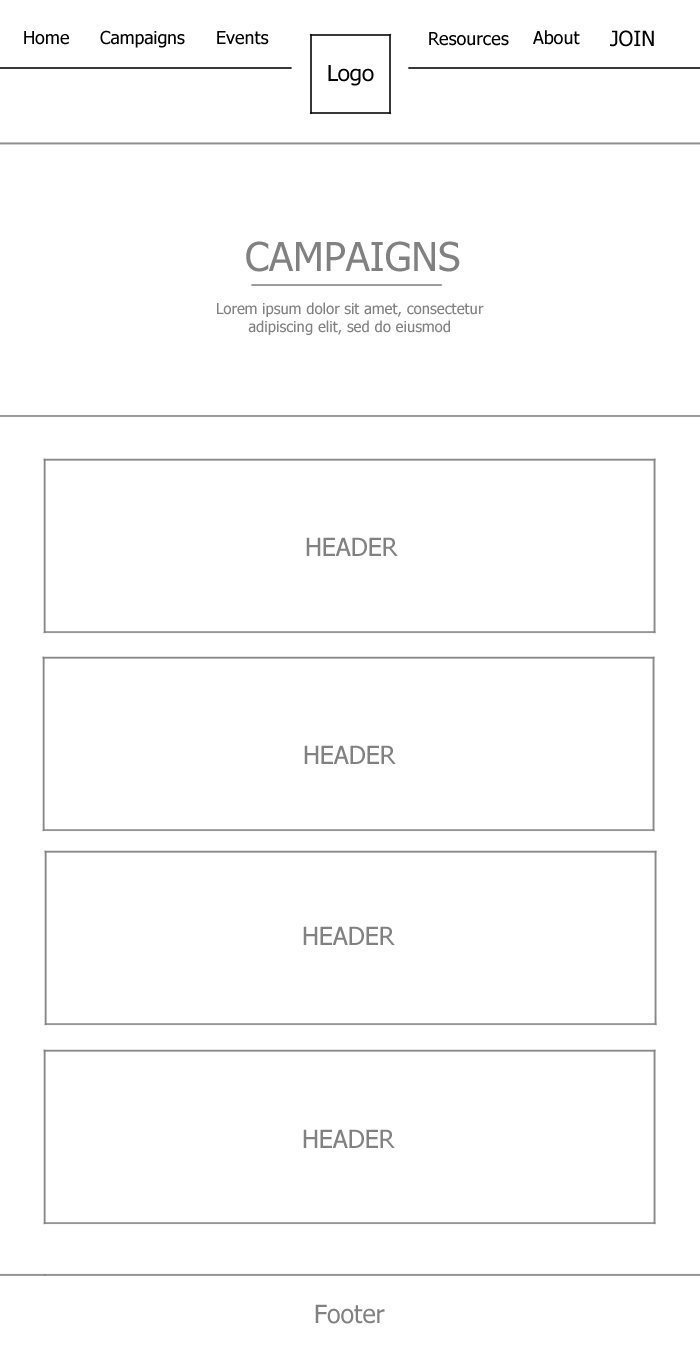 Home Campaigns Events Logo Resources About JOIN
CAMPAIGNS
Lorem ipsum dolor sit amet, consectetur
adipiscing elit, sed do eiusmod
HEADER
HEADER
HEADER
HEADER
Footer